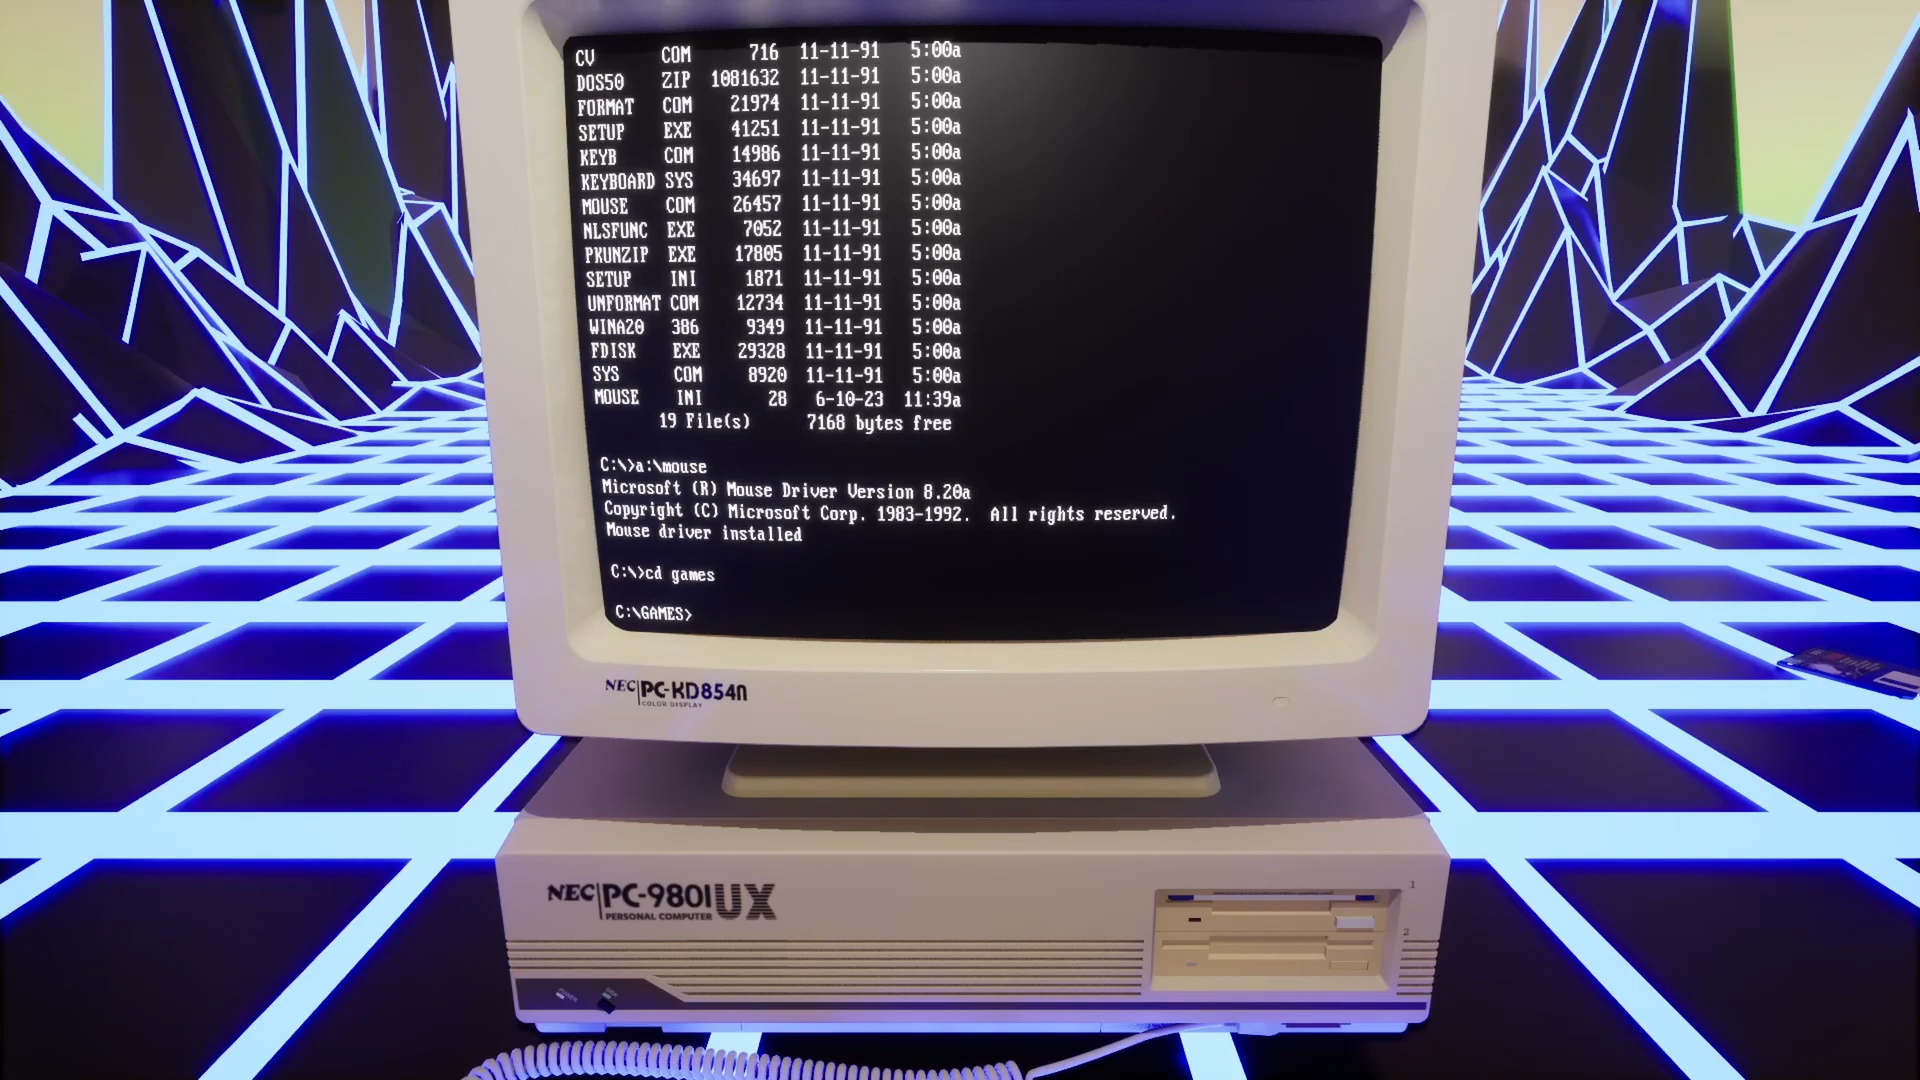 CV COM 716 11-11-91 5:00a
DOS50 ZIP 1081632 11-11-91 5:00a
FORMAT COM 21974 11-11-91 5:00a
SETUP EXE 41251 11-11-91 5:00a
KEYB COM 14986 11-11-91 5:00a
KEYBOARD SYS 34697 11-11-91 5:00a
MOUSE COM 26457 11-11-91 5:00a
NLSFUNC EXE 7052 11-11-91 5:00a
PKUNZIP EXE 17805 11-11-91 5:00a
SETUP INI 1871 11-11-91 5:00a
UNFORMAT COM 12734 11-11-91 5:00a
WINA20 386 9349 11-11-91 5:00a
FDISK EXE 29328 11-11-91 5:00a
SYS COM 8920 11-11-91 5:00a
MOUSE INI 28 6-10-23 11:39a
19 File(s) 7168 bytes free
C:\>a:\mouse
Microsoft (R) Mouse Driver Version 8.20a
Copyright (C) Microsoft Corp. 1983-1992. All rights reserved.
Mouse driver installed
C:\>cd games
C:\GAMES>
NEC PC-KD854n
COLOR DISPLAY
NEC PC-9801UX
PERSONAL COMPUTER
1
2